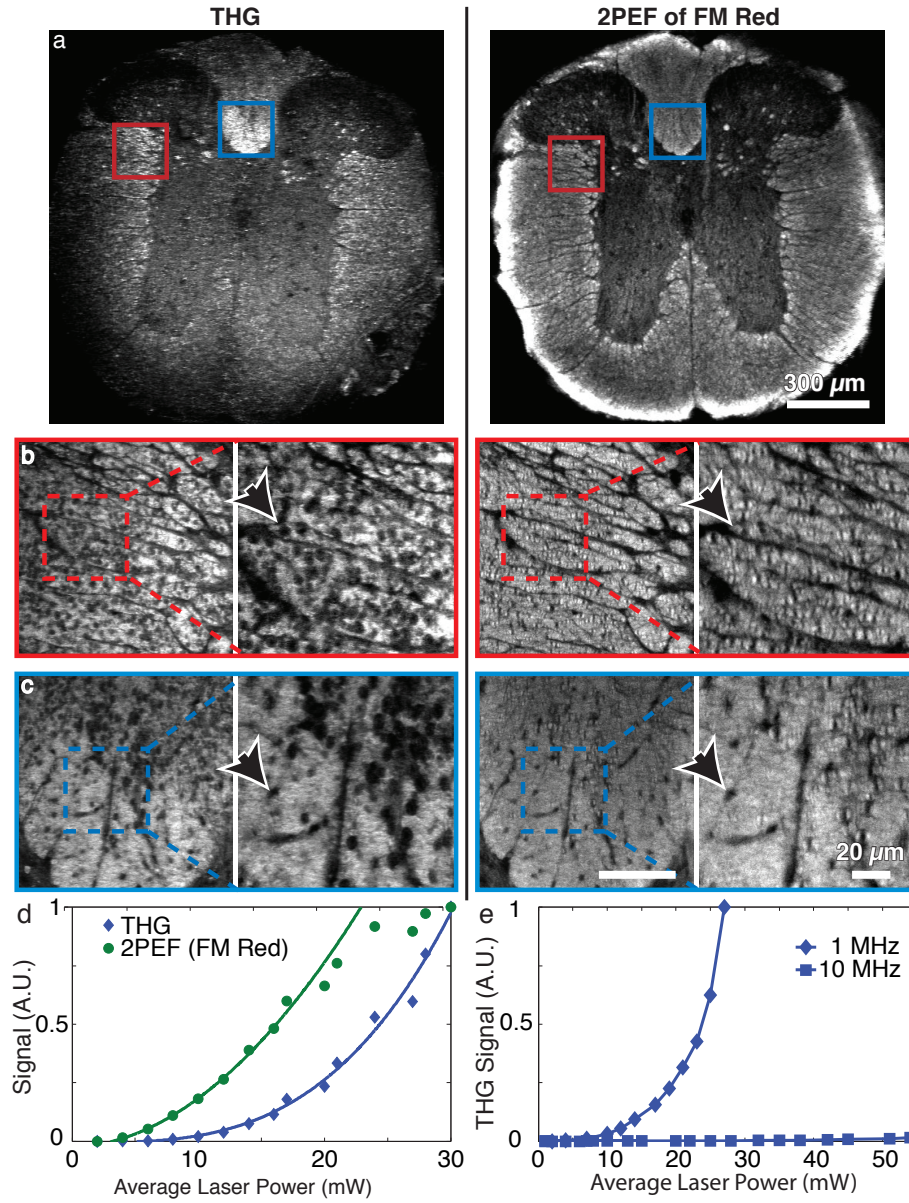 THG
2PEF of FM Red
a
300 µm
b
c
20 µm
d
e
1
0.5
0
Signal (A.U.)
THG
2PEF (FM Red)
0
10
20
30
Average Laser Power (mW)
1
0.5
0
THG Signal (A.U.)
1 MHz
10 MHz
0
10
20
30
40
50
Average Laser Power (mW)